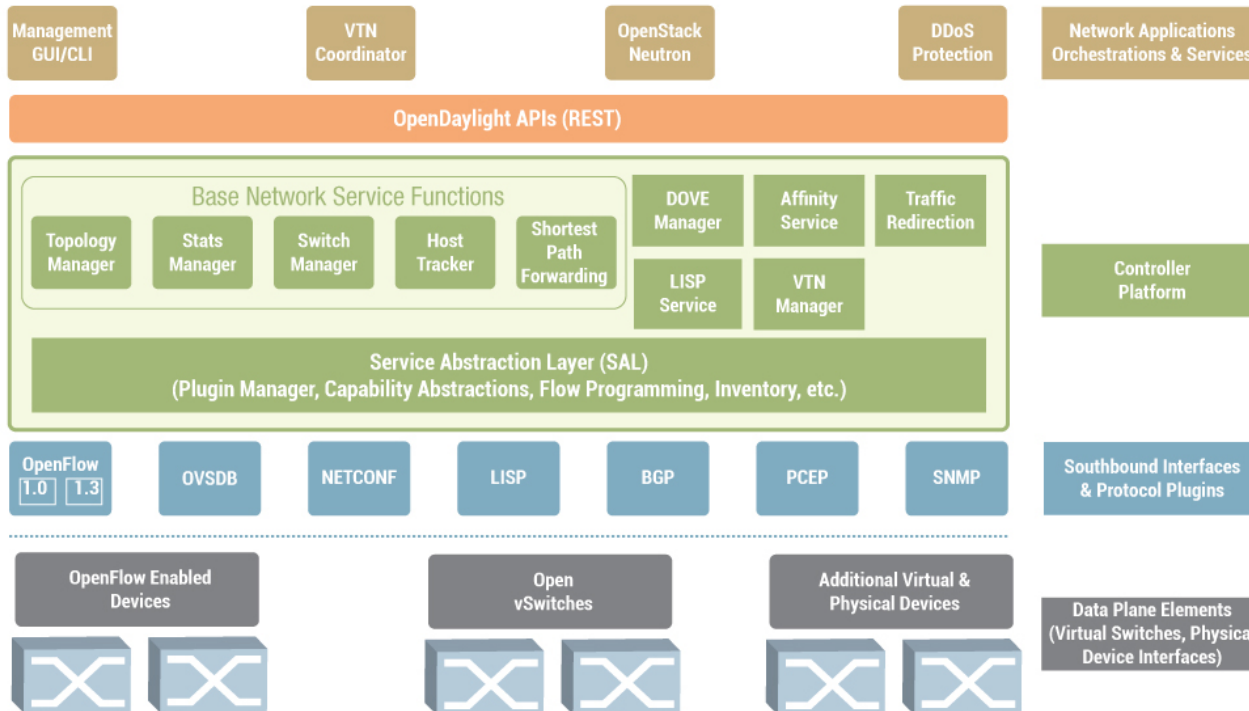 Management
GUI/CLI
VTN
Coordinator
OpenStack
Neutron
DDoS
Protection
Network Applications
Orchestrations & Services
OpenDaylight APIs (REST)
Base Network Service Functions
Topology
Manager
Stats
Manager
Switch
Manager
Host
Tracker
Shortest
Path
Forwarding
DOVE
Manager
Affinity
Service
Traffic
Redirection
LISP
Service
VTN
Manager
Controller
Platform
Service Abstraction Layer (SAL)
(Plugin Manager, Capability Abstractions, Flow Programming, Inventory, etc.)
OpenFlow
1.0 1.3
OVSDB
NETCONF
LISP
BGP
PCEP
SNMP
Southbound Interfaces
& Protocol Plugins
OpenFlow Enabled
Devices
Open
vSwitches
Additional Virtual &
Physical Devices
Data Plane Elements
(Virtual Switches, Physica
Device Interfaces)